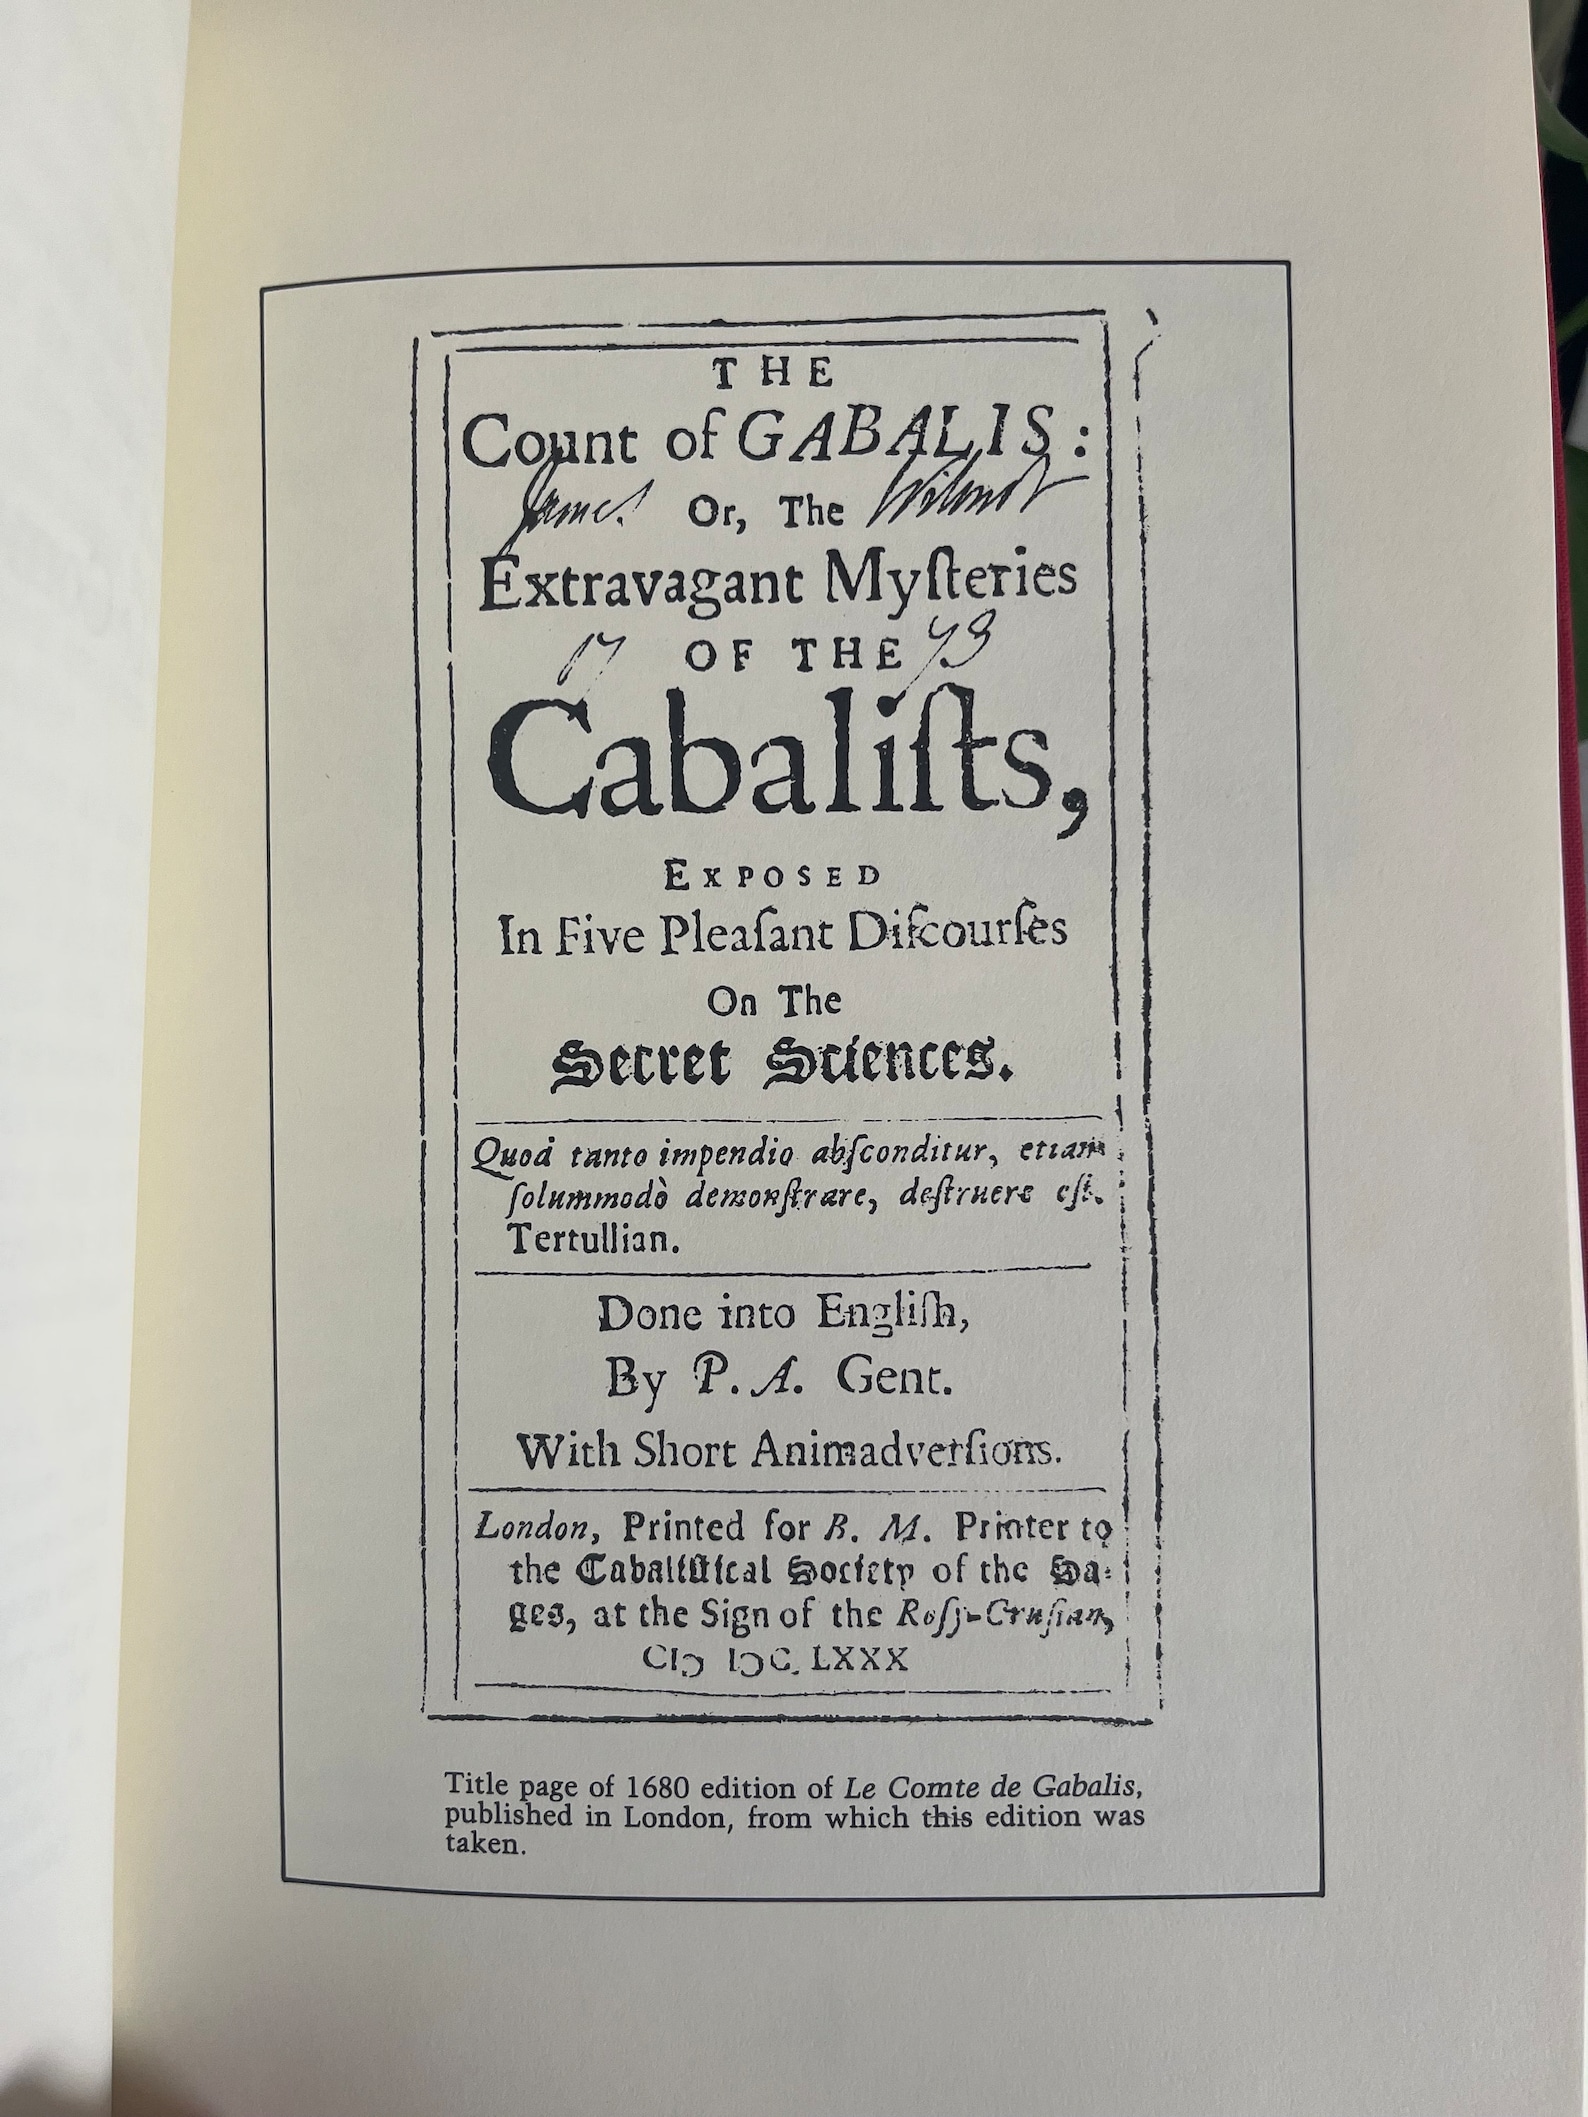 THE
Count of GABALIS:
James Or, The Wilmot
Extravagant Myſteries
17 OF THE 73
Cabaliſts,
EXPOSED
In Five Pleaſant Diſcourſes
On The
Secret Sciences.
Quod tanto impendio abſconditur, etiam
ſolummodò demonſtrare, deſtruere eſt.
Tertullian.
Done into Engliſh,
By P. A. Gent.
With Short Animadverſions.
London, Printed for B. M. Printer to
the Cabaliſtical Society of the Sa-
ges, at the Sign of the Roſy-Cruſian,
CIↃ IↃC. LXXX
Title page of 1680 edition of Le Comte de Gabalis,
published in London, from which this edition was
taken.